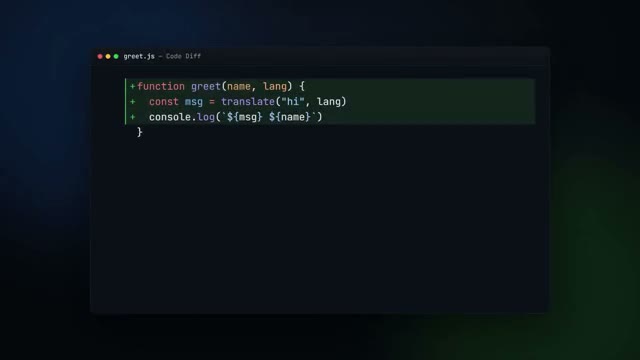 greet.js — Code Diff
+function greet(name, lang) {
+  const msg = translate("hi", lang)
+  console.log(`${msg} ${name}`)
}